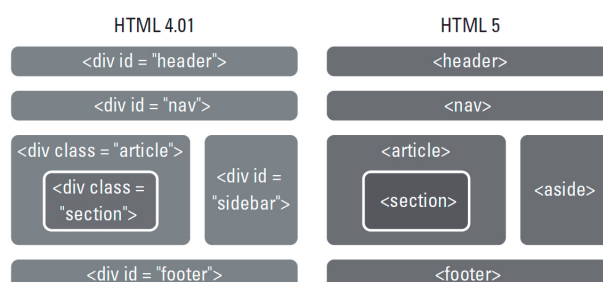 HTML 4.01
<div id = "header">
<div id = "nav">
<div class = "article">
<div class =
"section">
<div id =
"sidebar">
<div id = "footer">
HTML 5
<header>
<nav>
<article>
<section>
<aside>
<footer>